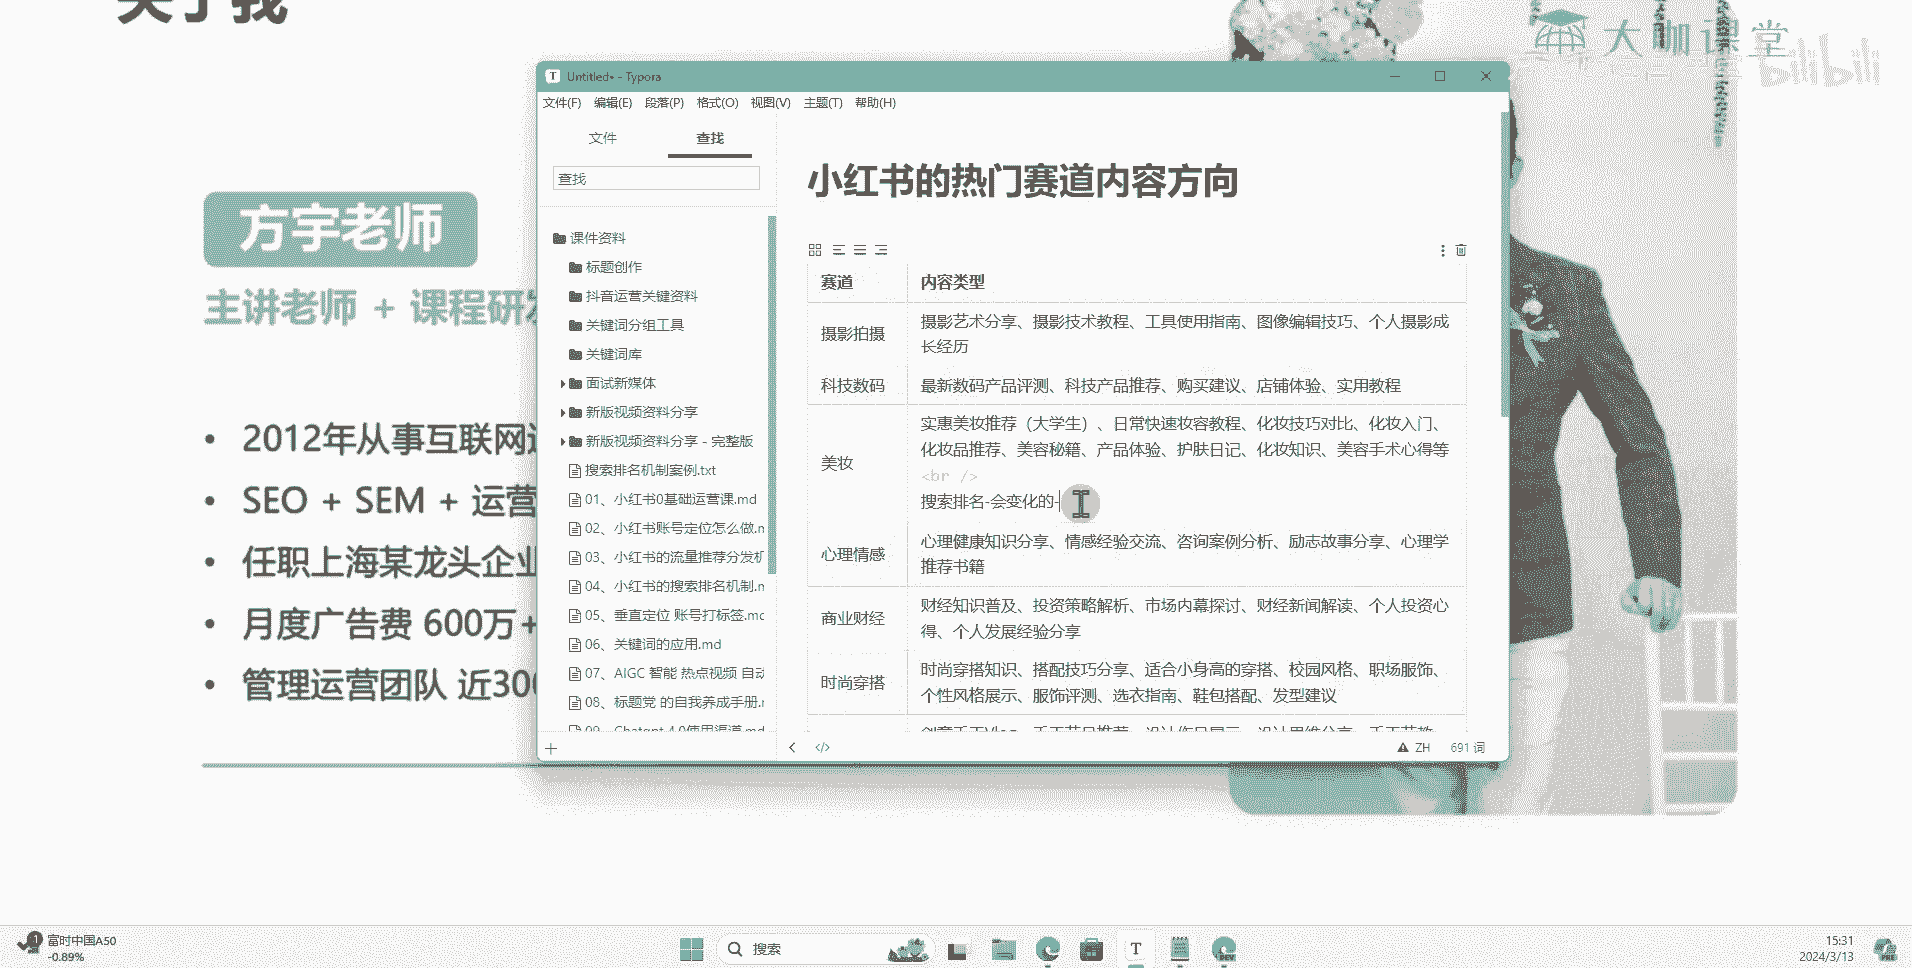 关于我
大咖课堂
bilibili
方宇老师
主讲老师 + 课程研发
• 2012年从事互联网
• SEO + SEM + 运营
• 任职上海某龙头企业
• 月度广告费 600万+
• 管理运营团队 近300
Untitled• - Typora
文件(F) 编辑(E) 段落(P) 格式(O) 视图(V) 主题(T) 帮助(H)
文件 查找
查找
课件资料
标题创作
抖音运营关键资料
关键词分组工具
关键词库
面试新媒体
新版视频资料分享
新版视频资料分享 - 完整版
搜索排名机制案例.txt
01、小红书0基础运营课.md
02、小红书账号定位怎么做.m
03、小红书的流量推荐分发机
04、小红书的搜索排名机制.m
05、垂直定位 账号打标签.mc
06、关键词的应用.md
07、AIGC 智能 热点视频 自动
08、标题党 的自我养成手册.r
09、Chatgpt 4.0使用渠道.md
小红书的热门赛道内容方向
赛道 内容类型
摄影拍摄 摄影艺术分享、摄影技术教程、工具使用指南、图像编辑技巧、个人摄影成
长经历
科技数码 最新数码产品评测、科技产品推荐、购买建议、店铺体验、实用教程
美妆 实惠美妆推荐（大学生）、日常快速妆容教程、化妆技巧对比、化妆入门、
化妆品推荐、美容秘籍、产品体验、护肤日记、化妆知识、美容手术心得等
<br />
搜索排名-会变化的-
心理情感 心理健康知识分享、情感经验交流、咨询案例分析、励志故事分享、心理学
推荐书籍
商业财经 财经知识普及、投资策略解析、市场内幕探讨、财经新闻解读、个人投资心
得、个人发展经验分享
时尚穿搭 时尚穿搭知识、搭配技巧分享、适合小身高的穿搭、校园风格、职场服饰、
个性风格展示、服饰评测、选衣指南、鞋包搭配、发型建议
</> ZH 691 词
1 富时中国A50
-0.89%
搜索
T
DEV
15:31
2024/3/13
PRE